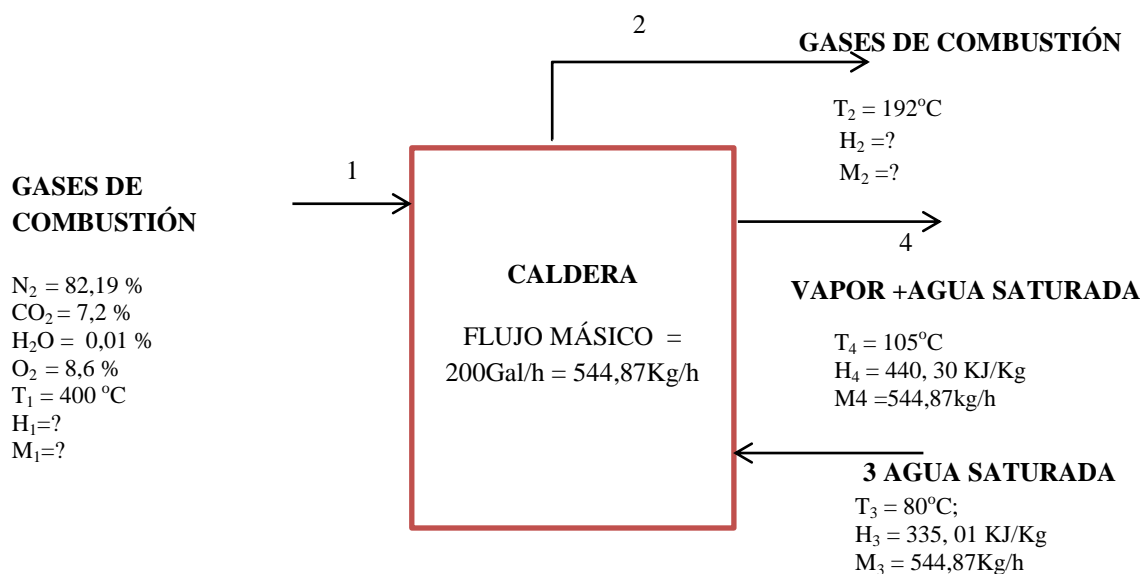 2
GASES DE COMBUSTIÓN
T₂ = 192°C
H₂ =?
M₂ =?
1
GASES DE
COMBUSTIÓN
N₂ = 82,19 %
CO₂ = 7,2 %
H₂O = 0,01 %
O₂ = 8,6 %
T₁ = 400 °C
H₁=?
M₁=?
CALDERA
FLUJO MÁSICO =
200Gal/h = 544,87Kg/h
4
VAPOR +AGUA SATURADA
T₄ = 105°C
H₄ = 440, 30 KJ/Kg
M4 =544,87kg/h
3 AGUA SATURADA
T₃ = 80°C;
H₃ = 335, 01 KJ/Kg
M₃ = 544,87Kg/h